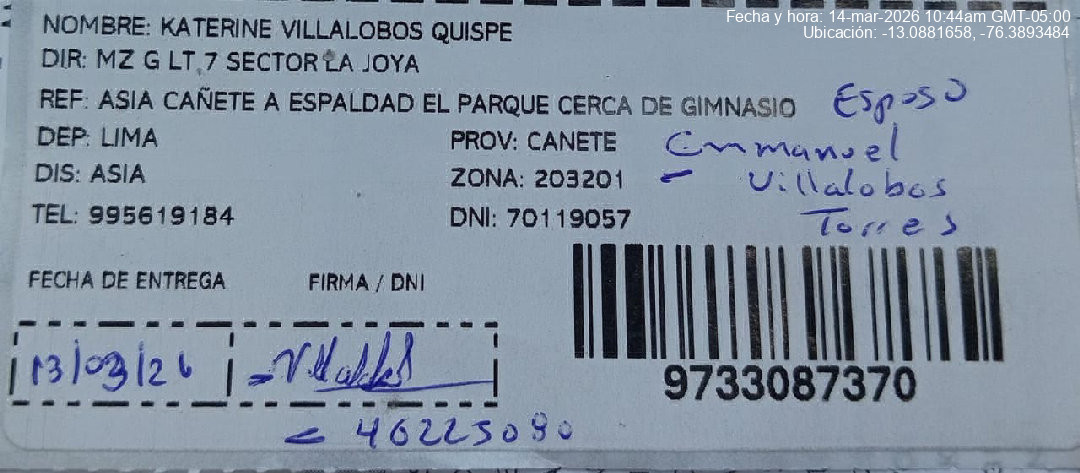 Fecha y hora: 14-mar-2026 10:44am GMT-05:00
Ubicación: -13.0881658, -76.3893484
NOMBRE: KATERINE VILLALOBOS QUISPE
DIR: MZ G LT 7 SECTOR LA JOYA
REF: ASIA CAÑETE A ESPALDAD EL PARQUE CERCA DE GIMNASIO
Esposo
DEP: LIMA
PROV: CANETE
Emmanuel
DIS: ASIA
ZONA: 203201
Villalobos
TEL: 995619184
DNI: 70119057
Torres
FECHA DE ENTREGA
FIRMA / DNI
13/03/26
9733087370
46225090